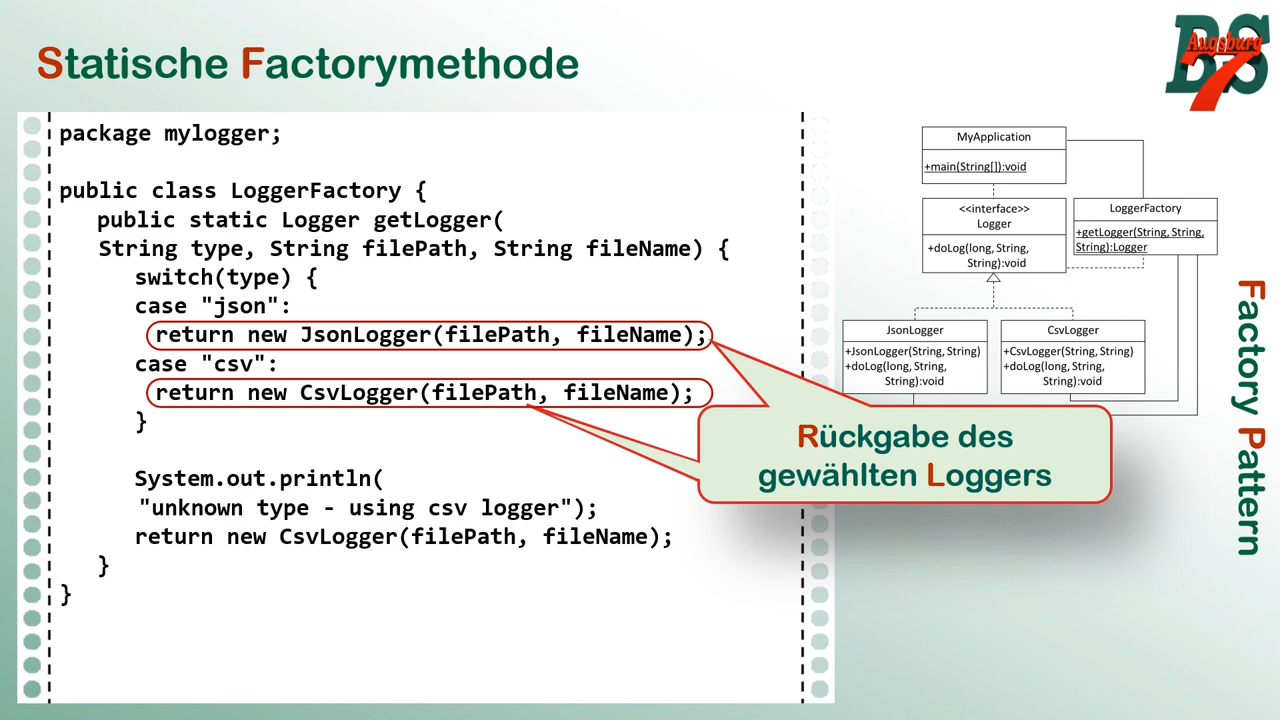 Statische Factorymethode
BS
Augsburg
7
package mylogger;
public class LoggerFactory {
public static Logger getLogger(
String type, String filePath, String fileName) {
switch(type) {
case "json":
return new JsonLogger(filePath, fileName);
case "csv":
return new CsvLogger(filePath, fileName);
}
System.out.println(
"unknown type - using csv logger");
return new CsvLogger(filePath, fileName);
}
}
MyApplication
+main(String[]):void
<<interface>>
Logger
+doLog(long, String,
String):void
LoggerFactory
+getLogger(String, String,
String):Logger
JsonLogger
+JsonLogger(String, String)
+doLog(long, String,
String):void
CsvLogger
+CsvLogger(String, String)
+doLog(long, String,
String):void
Rückgabe des
gewählten Loggers
Factory Pattern